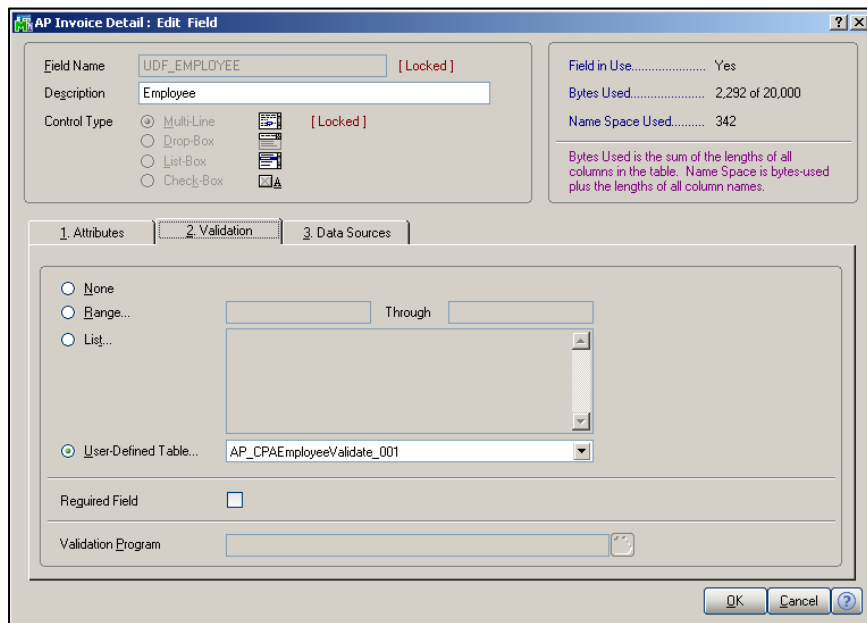 AP Invoice Detail : Edit Field
Field Name UDF_EMPLOYEE [ Locked ]
Description Employee
Control Type Multi-Line [ Locked ]
Drop-Box
List-Box
Check-Box A
Field in Use...................... Yes
Bytes Used...................... 2,292 of 20,000
Name Space Used.......... 342
Bytes Used is the sum of the lengths of all
columns in the table. Name Space is bytes-used
plus the lengths of all column names.
1. Attributes 2. Validation 3. Data Sources
None
Range... Through
List...
User-Defined Table... AP_CPAEmployeeValidate_001
Required Field
Validation Program
OK Cancel ?